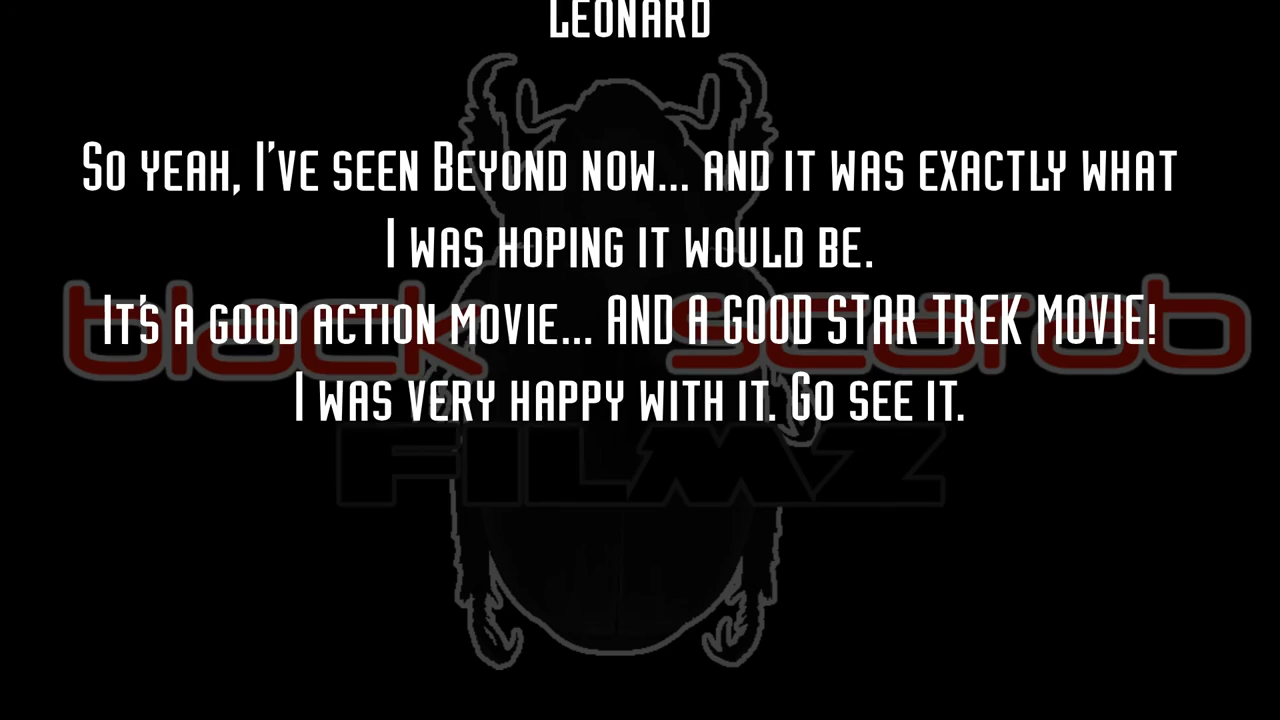 LEONARD
So yeah, I've seen Beyond now... and it was exactly what
I was hoping it would be.
It's a good action movie... AND A GOOD STAR TREK MOVIE!
I was very happy with it. Go see it.
black scarab
FILMZ